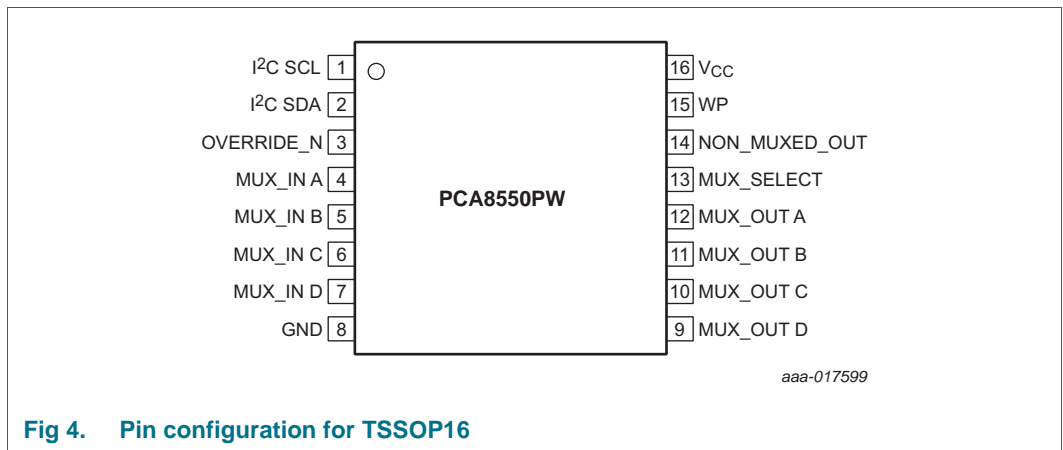 I²C SCL 1
I²C SDA 2
OVERRIDE_N 3
MUX_IN A 4
MUX_IN B 5
MUX_IN C 6
MUX_IN D 7
GND 8
PCA8550PW
16 VCC
15 WP
14 NON_MUXED_OUT
13 MUX_SELECT
12 MUX_OUT A
11 MUX_OUT B
10 MUX_OUT C
9 MUX_OUT D
aaa-017599
Fig 4. Pin configuration for TSSOP16